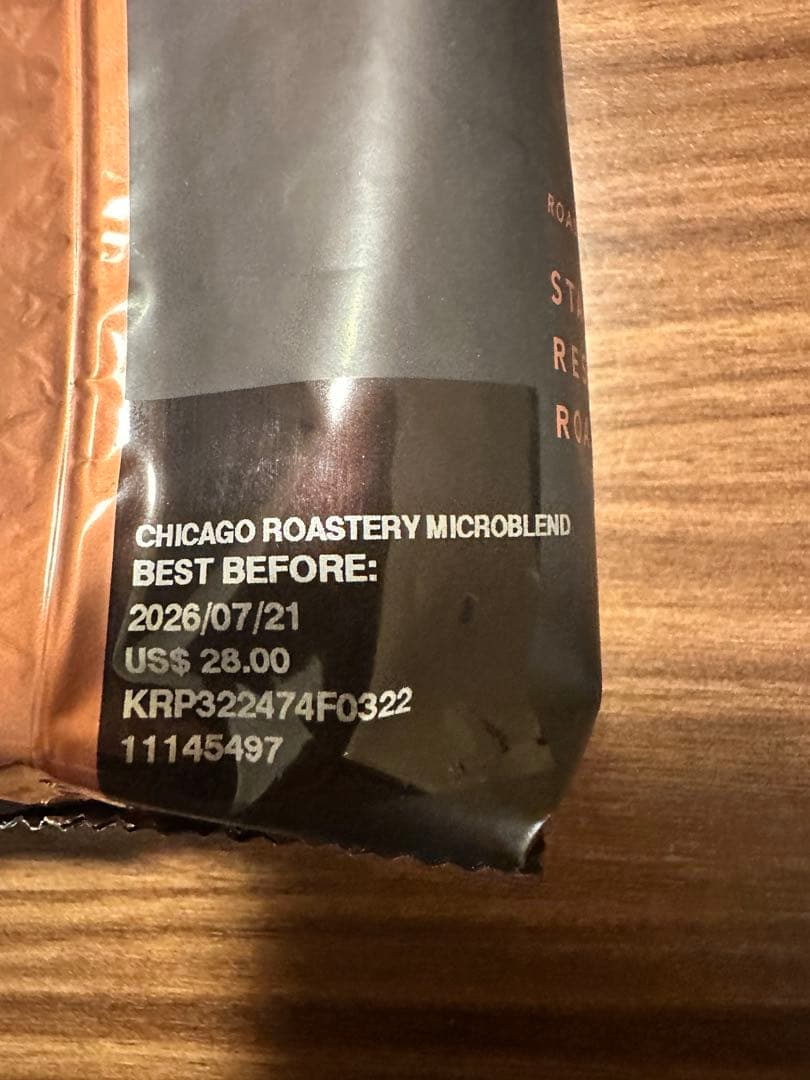 CHICAGO ROASTERY MICROBLEND
BEST BEFORE:
2026/07/21
US$ 28.00
KRP322474F0322
11145497